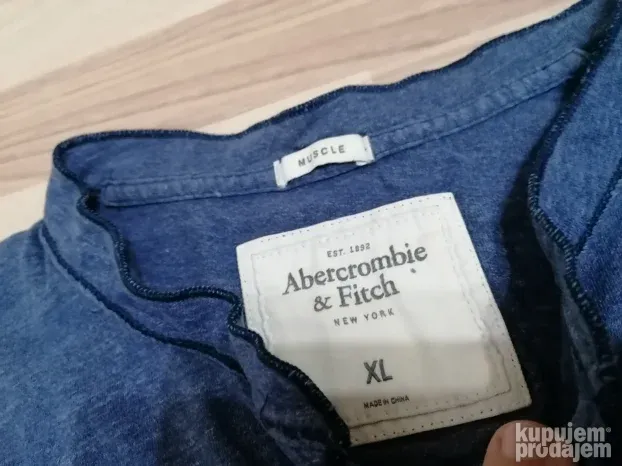 MUSCLE
EST. 1892
Abercrombie
& Fitch
NEW YORK
XL
MADE IN CHINA
kupujem
prodajem